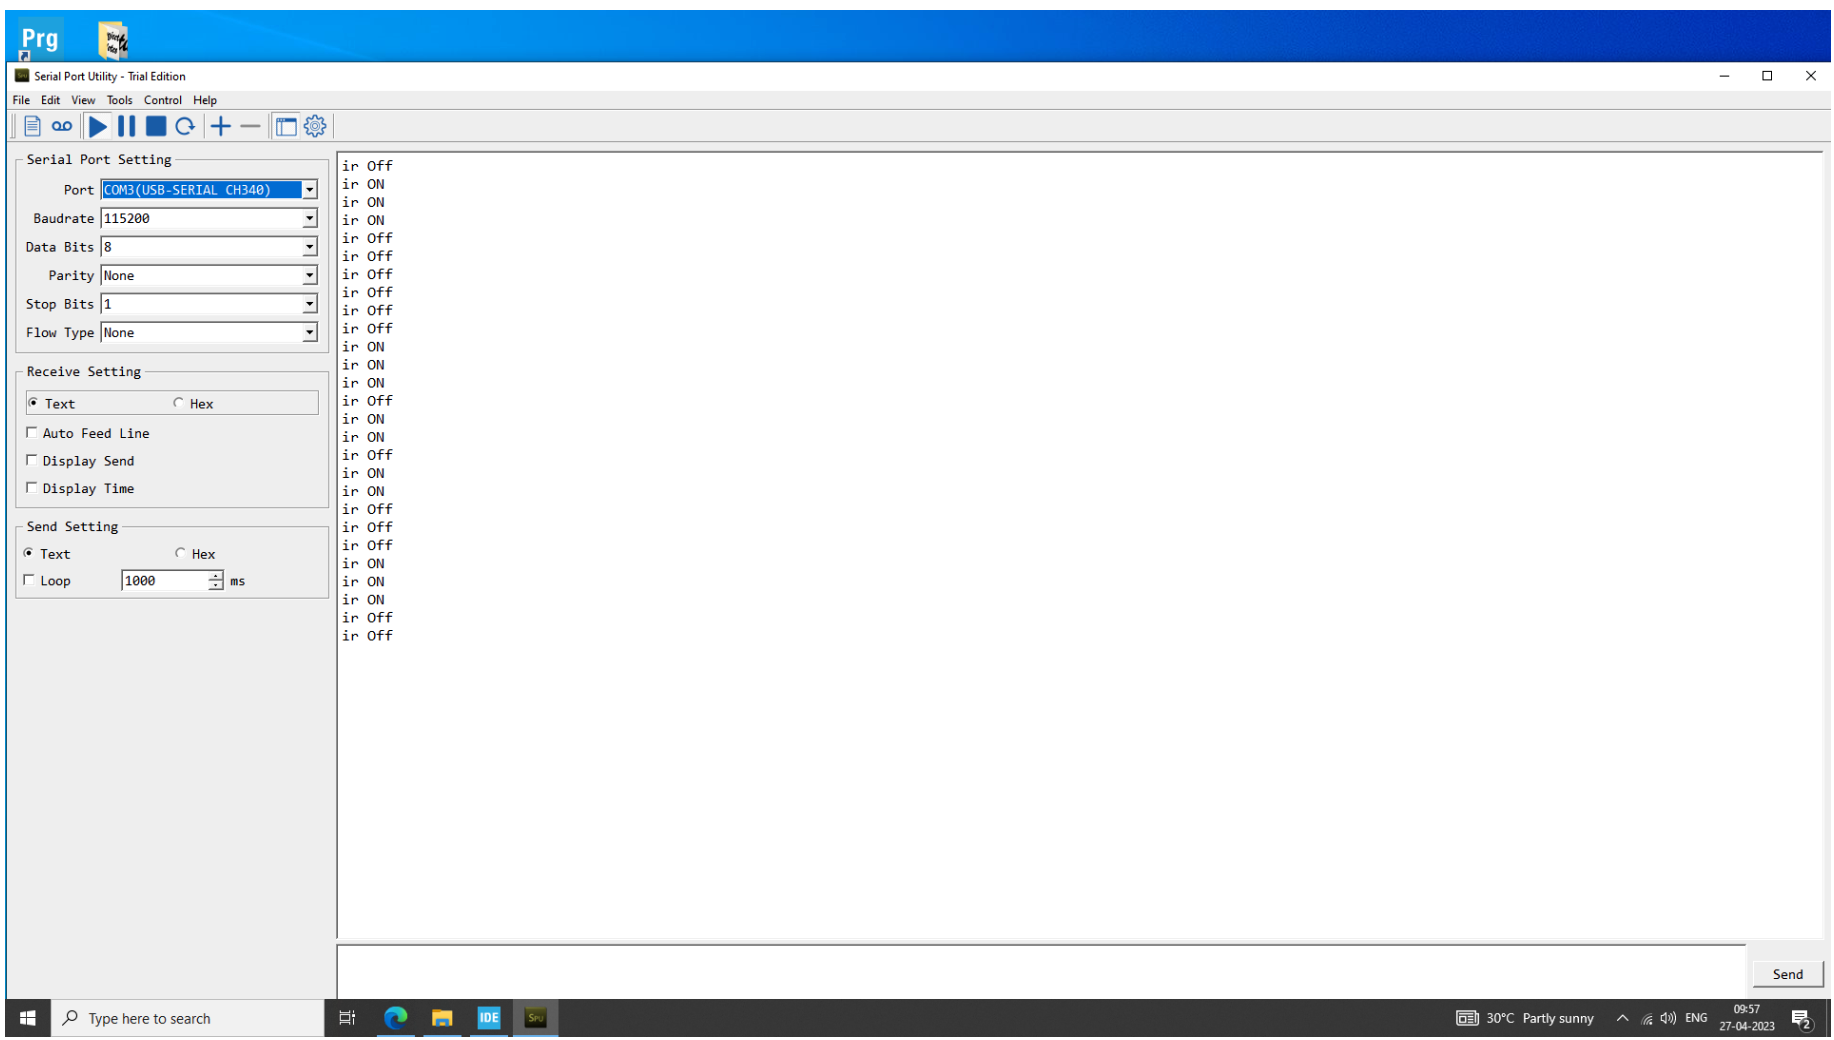 Prg
Serial Port Utility - Trial Edition
File Edit View Tools Control Help
Serial Port Setting
Port COM3(USB-SERIAL CH340)
Baudrate 115200
Data Bits 8
Parity None
Stop Bits 1
Flow Type None
Receive Setting
Text Hex
Auto Feed Line
Display Send
Display Time
Send Setting
Text Hex
Loop 1000 ms
ir Off
ir ON
ir ON
ir ON
ir Off
ir Off
ir Off
ir Off
ir Off
ir Off
ir ON
ir ON
ir ON
ir Off
ir ON
ir ON
ir Off
ir ON
ir ON
ir Off
ir Off
ir Off
ir ON
ir ON
ir ON
ir Off
ir Off
Send
Type here to search
IDE
SPU
30°C Partly sunny
ENG
09:57
27-04-2023
2